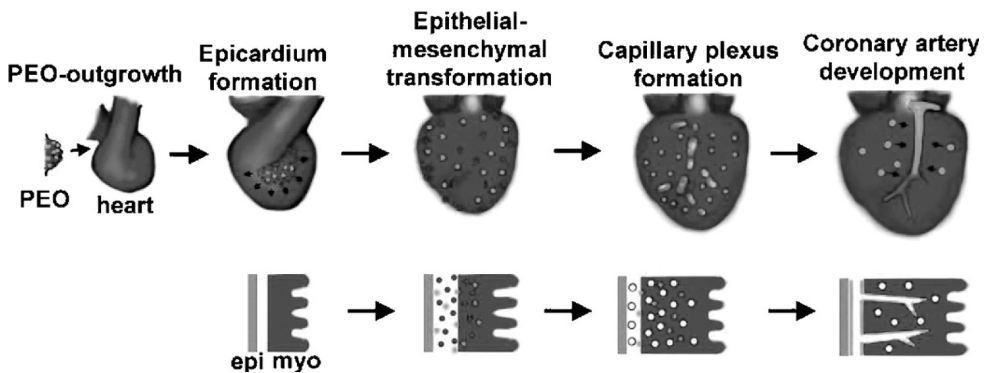 PEO-outgrowth
PEO
heart
Epicardium
formation
Epithelial-
mesenchymal
transformation
Capillary plexus
formation
Coronary artery
development
epi myo